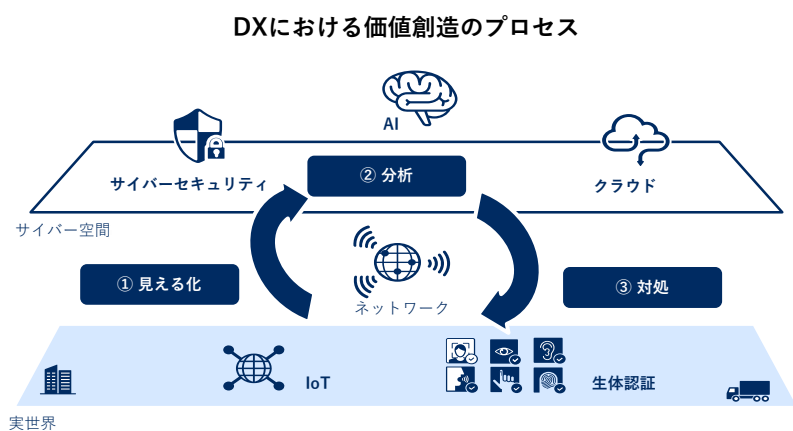 DXにおける価値創造のプロセス
AI
サイバーセキュリティ
② 分析
クラウド
サイバー空間
① 見える化
ネットワーク
③ 対処
IoT
生体認証
実世界